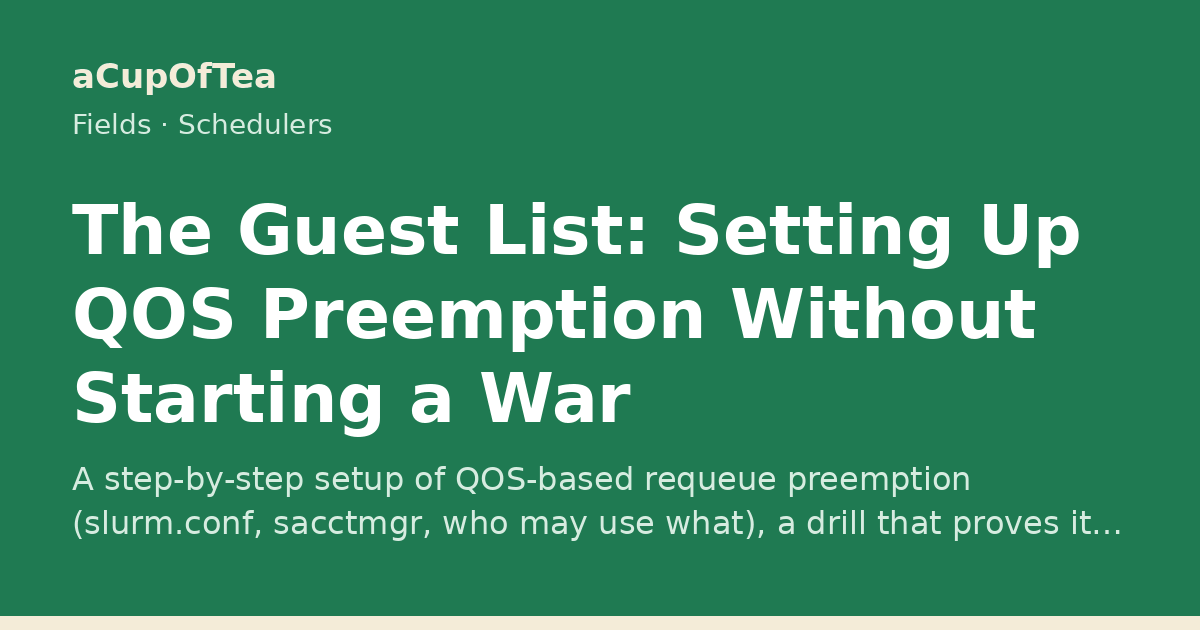 aCupOfTea
Fields · Schedulers
The Guest List: Setting Up
QOS Preemption Without
Starting a War
A step-by-step setup of QOS-based requeue preemption
(slurm.conf, sacctmgr, who may use what), a drill that proves it…